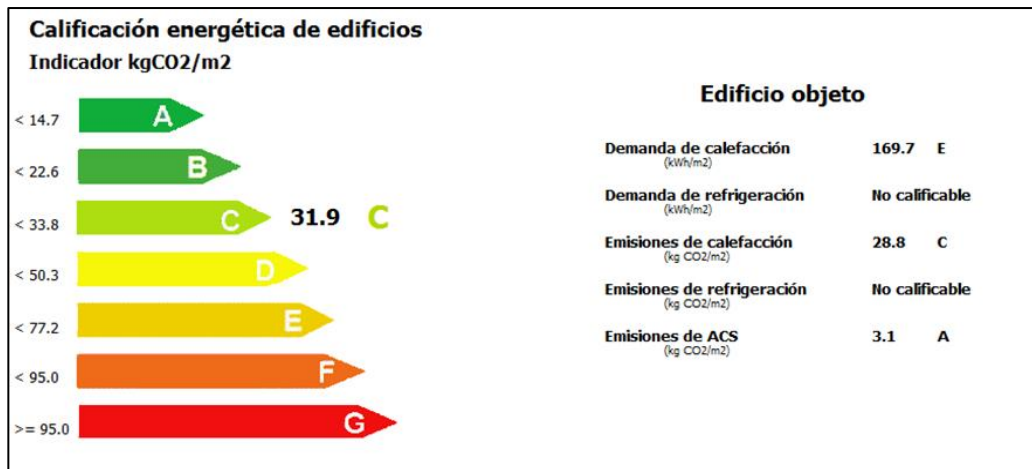 Calificación energética de edificios
Indicador kgCO2/m2
< 14.7 A
< 22.6 B
< 33.8 C 31.9 C
< 50.3 D
< 77.2 E
< 95.0 F
>= 95.0 G
Edificio objeto
Demanda de calefacción 169.7 E
(kWh/m2)
Demanda de refrigeración No calificable
(kWh/m2)
Emisiones de calefacción 28.8 C
(kg CO2/m2)
Emisiones de refrigeración No calificable
(kg CO2/m2)
Emisiones de ACS 3.1 A
(kg CO2/m2)